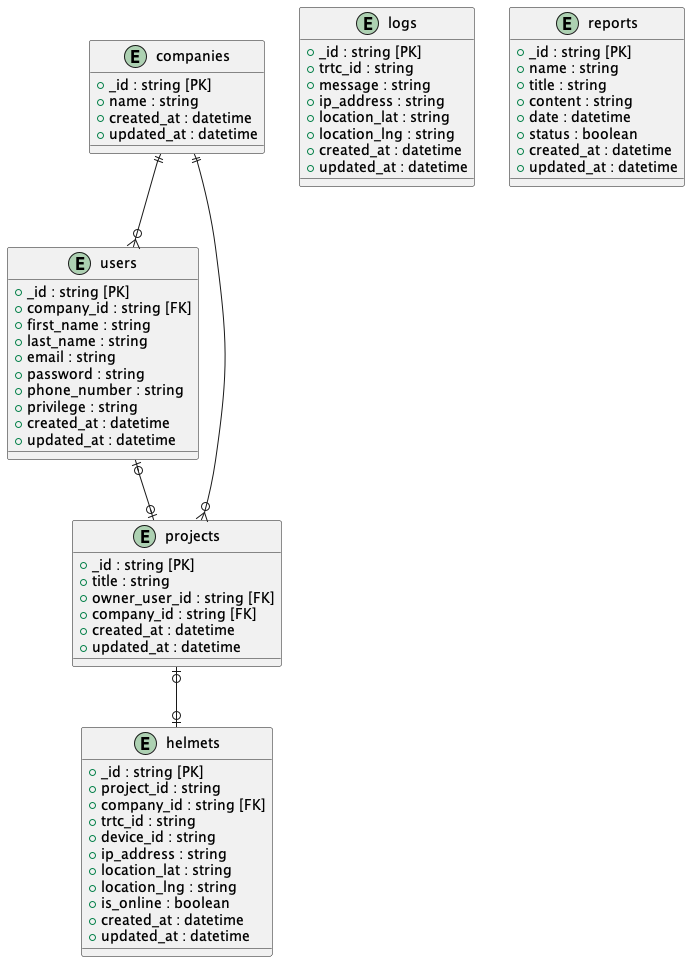 E companies
_id : string [PK]
name : string
created_at : datetime
updated_at : datetime
E logs
_id : string [PK]
trtc_id : string
message : string
ip_address : string
location_lat : string
location_lng : string
created_at : datetime
updated_at : datetime
E reports
_id : string [PK]
name : string
title : string
content : string
date : datetime
status : boolean
created_at : datetime
updated_at : datetime
E users
_id : string [PK]
company_id : string [FK]
first_name : string
last_name : string
email : string
password : string
phone_number : string
privilege : string
created_at : datetime
updated_at : datetime
E projects
_id : string [PK]
title : string
owner_user_id : string [FK]
company_id : string [FK]
created_at : datetime
updated_at : datetime
E helmets
_id : string [PK]
project_id : string
company_id : string [FK]
trtc_id : string
device_id : string
ip_address : string
location_lat : string
location_lng : string
is_online : boolean
created_at : datetime
updated_at : datetime